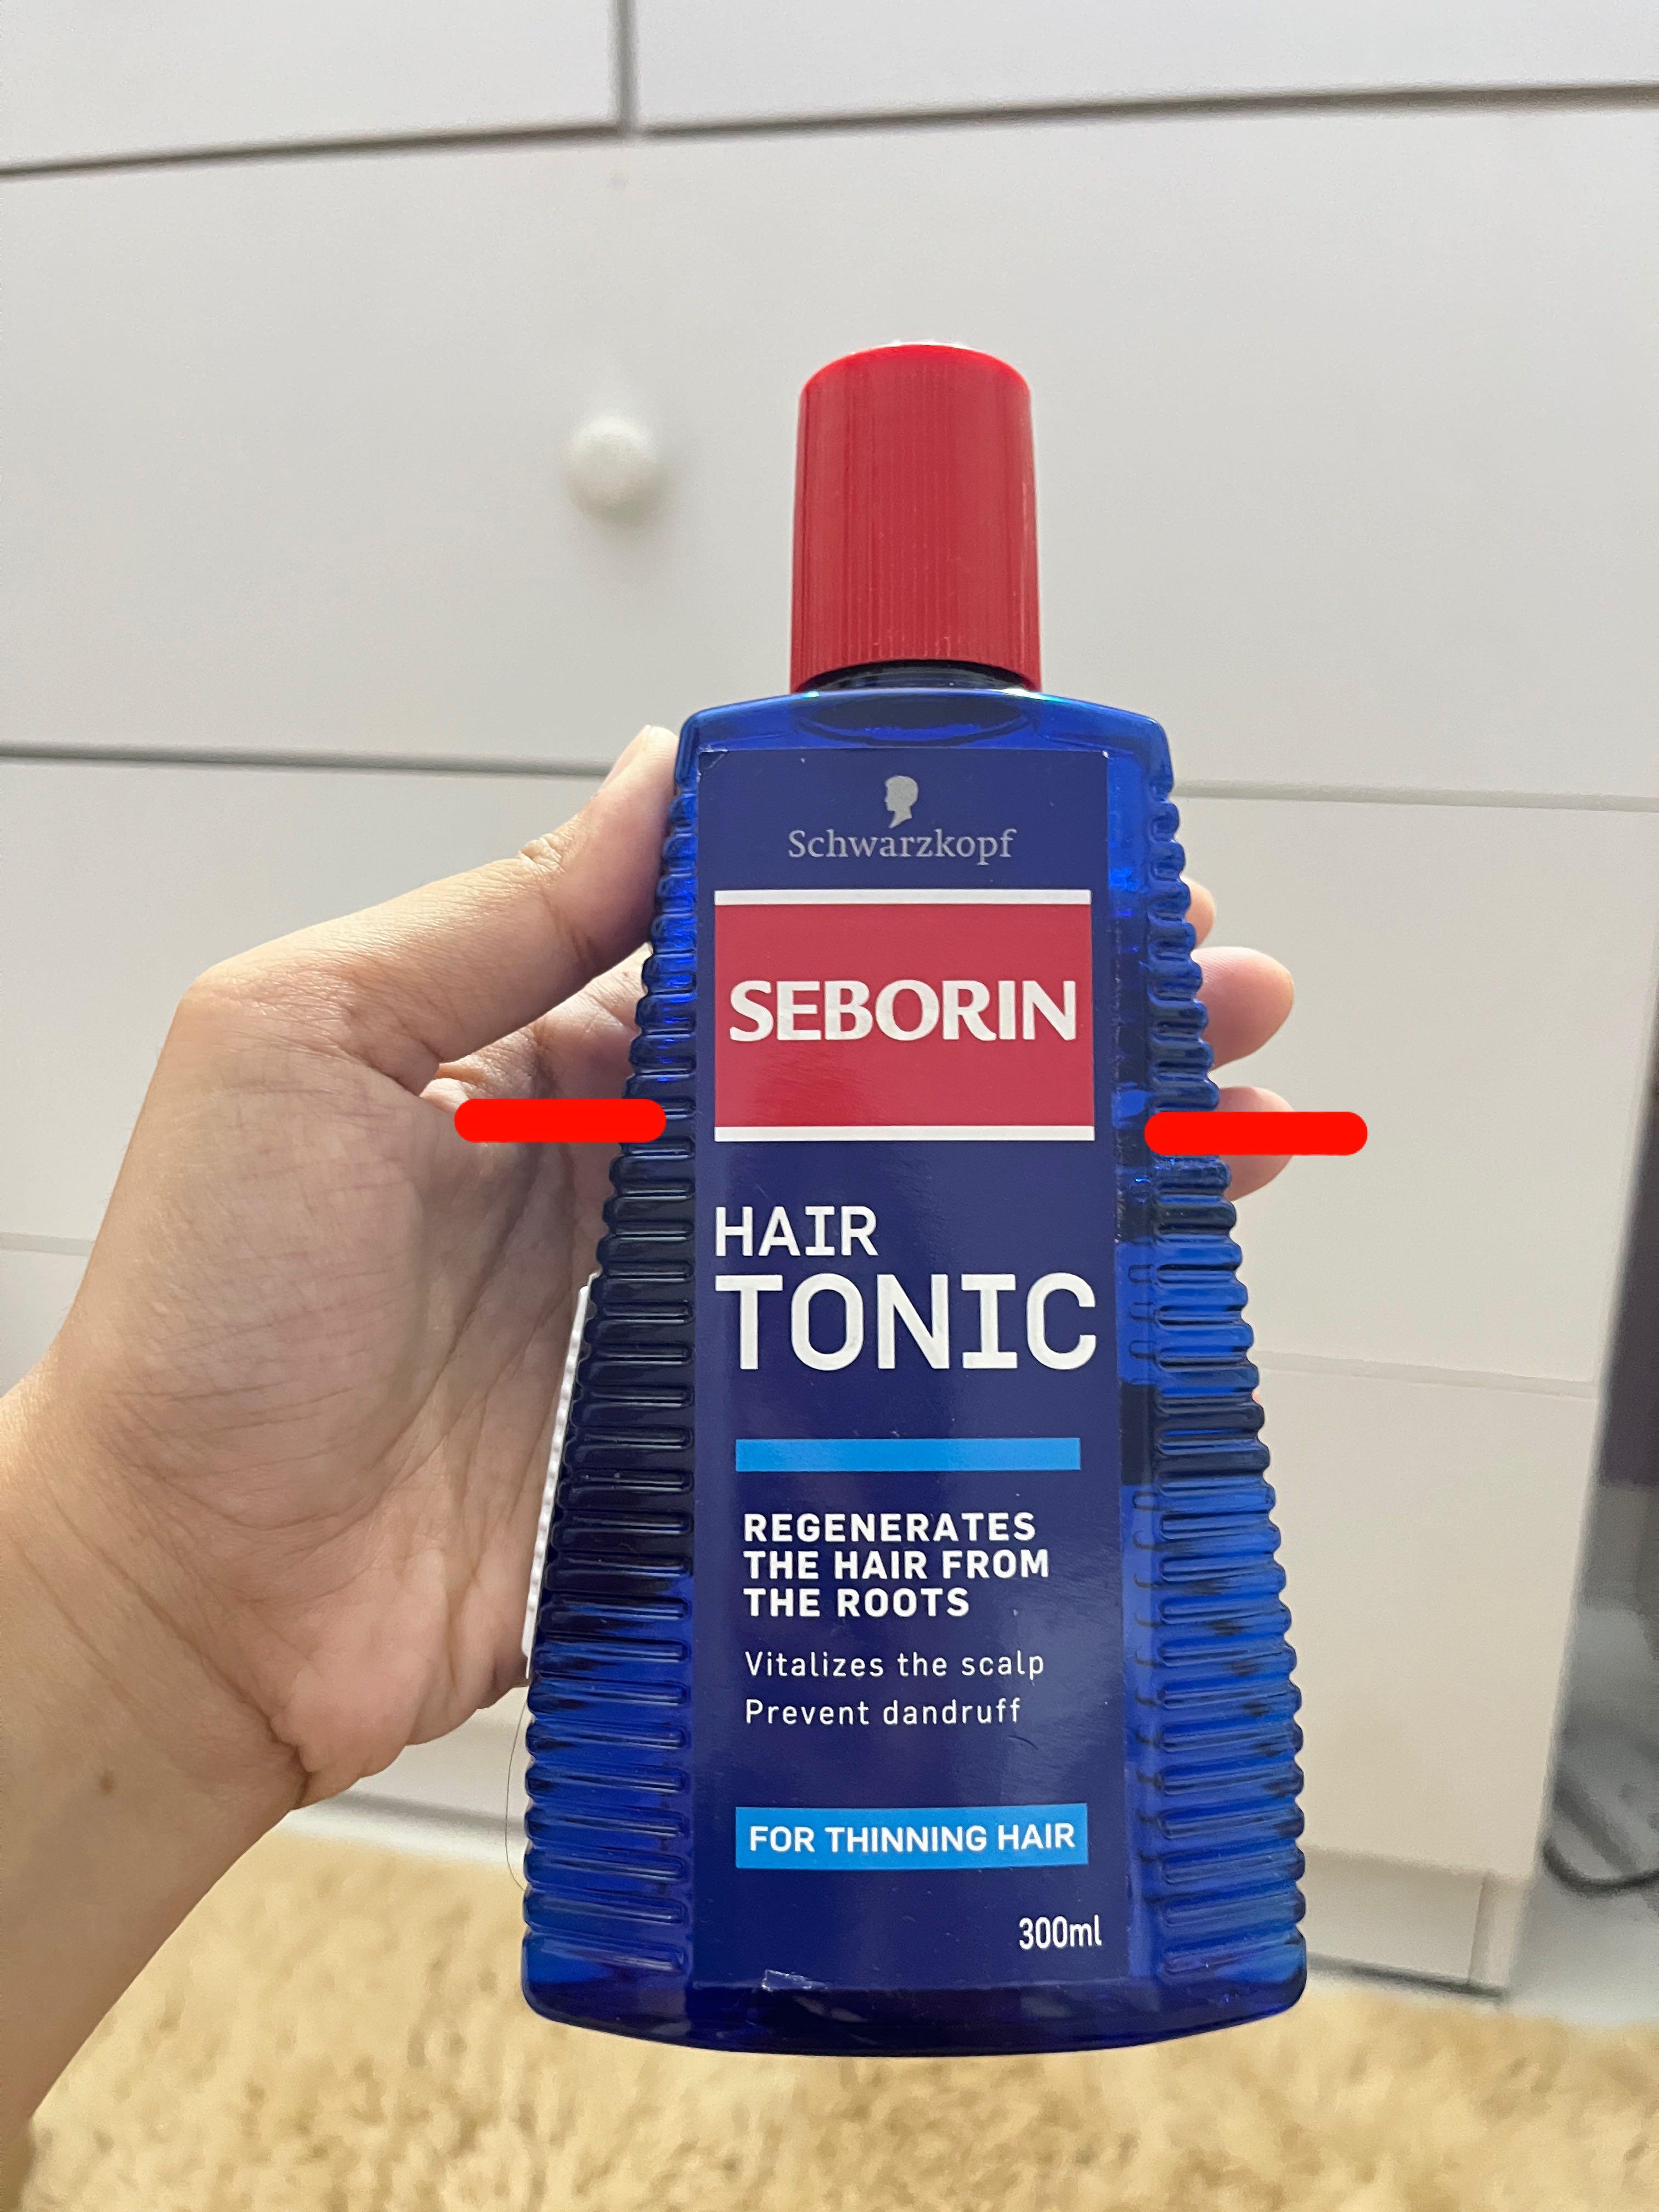 Schwarzkopf
SEBORIN
HAIR
TONIC
REGENERATES
THE HAIR FROM
THE ROOTS
Vitalizes the scalp
Prevent dandruff
FOR THINNING HAIR
300ml